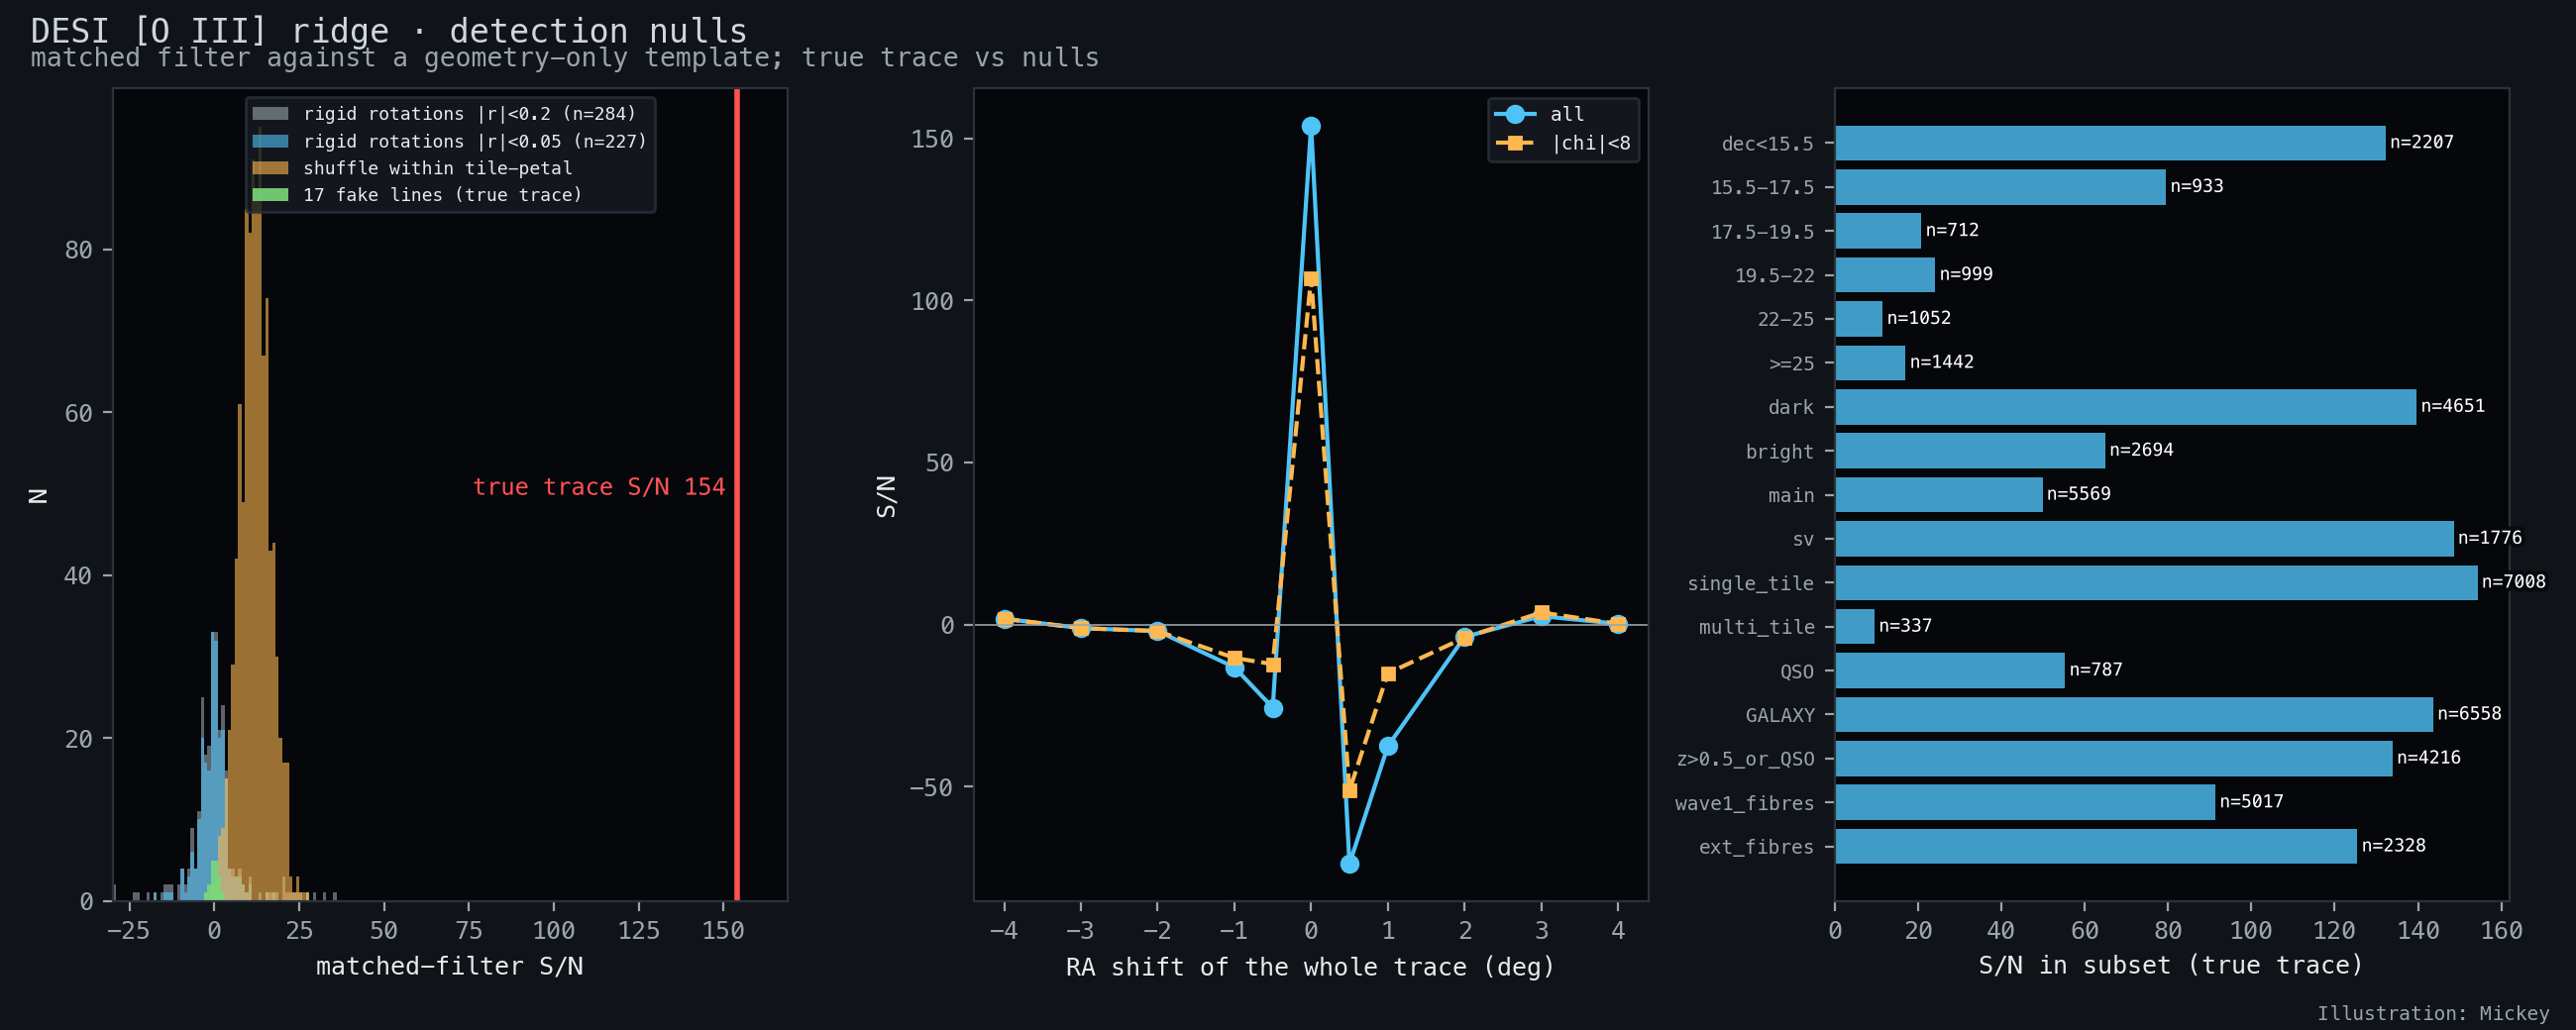 DESI [O III] ridge · detection nulls
matched filter against a geometry−only template; true trace vs nulls
rigid rotations |r|<0.2 (n=284)
rigid rotations |r|<0.05 (n=227)
shuffle within tile−petal
17 fake lines (true trace)
true trace S/N 154
N
80
60
40
20
0
−25
0
25
50
75
100
125
150
matched−filter S/N
all
|chi|<8
S/N
150
100
50
0
−50
−4
−3
−2
−1
0
1
2
3
4
RA shift of the whole trace (deg)
dec<15.5 n=2207
15.5−17.5 n=933
17.5−19.5 n=712
19.5−22 n=999
22−25 n=1052
>=25 n=1442
dark n=4651
bright n=2694
main n=5569
sv n=1776
single_tile n=7008
multi_tile n=337
QSO n=787
GALAXY n=6558
z>0.5_or_QSO n=4216
wave1_fibres n=5017
ext_fibres n=2328
0
20
40
60
80
100
120
140
160
S/N in subset (true trace)
Illustration: Mickey